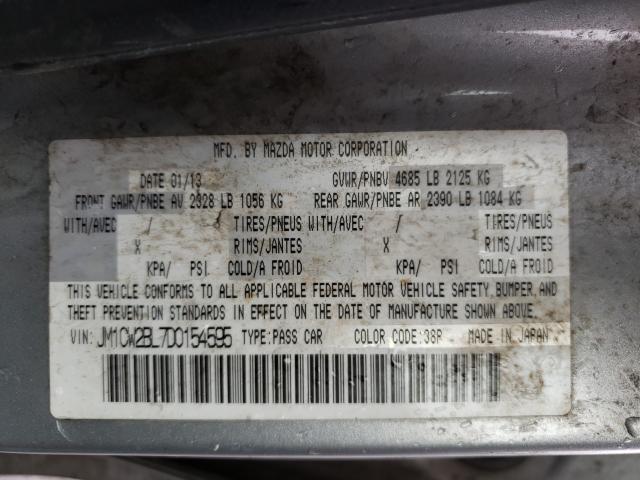 MFD. BY MAZDA MOTOR CORPORATION
DATE 01/13 GVWR/PNBV 4685 LB 2125 KG
FRONT GAWR/PNBE AV 2328 LB 1056 KG REAR GAWR/PNBE AR 2390 LB 1084 KG
WITH/AVEC / TIRES/PNEUS WITH/AVEC / TIRES/PNEUS
X RIMS/JANTES X RIMS/JANTES
KPA/ PSI COLD/A FROID KPA/ PSI COLD/A FROID
THIS VEHICLE CONFORMS TO ALL APPLICABLE FEDERAL MOTOR VEHICLE SAFETY, BUMPER, AND
THEFT PREVENTION STANDARDS IN EFFECT ON THE DATE OF MANUFACTURE SHOWN ABOVE.
VIN: JM1CW2BL7D0154595 TYPE: PASS CAR COLOR CODE: 38P MADE IN JAPAN